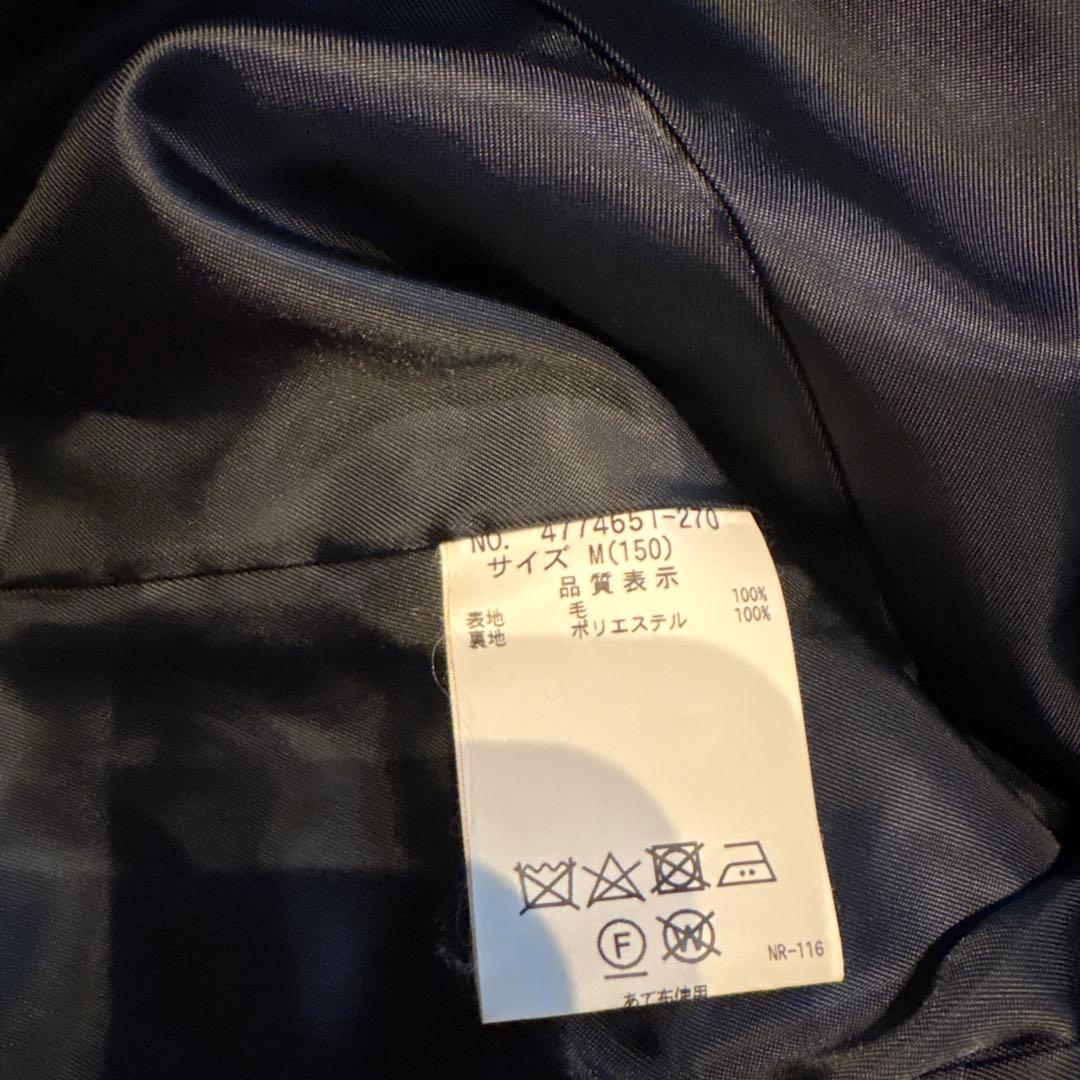 NO. 4774651-270
サイズ M(150)
品質表示
表地 毛 100%
裏地 ポリエステル 100%
F W
NR-116
あて布使用